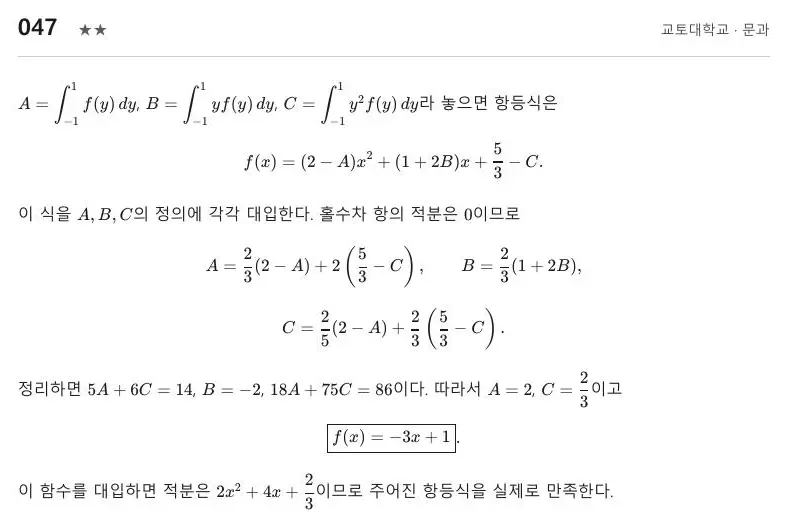 047 ★★ 교토대학교 · 문과
A = ∫_{-1}^{1} f(y) dy, B = ∫_{-1}^{1} yf(y) dy, C = ∫_{-1}^{1} y²f(y) dy라 놓으면 항등식은
f(x) = (2 − A)x² + (1 + 2B)x + 5/3 − C.
이 식을 A, B, C의 정의에 각각 대입한다. 홀수차 항의 적분은 0이므로
A = 2/3(2 − A) + 2(5/3 − C), B = 2/3(1 + 2B),
C = 2/5(2 − A) + 2/3(5/3 − C).
정리하면 5A + 6C = 14, B = −2, 18A + 75C = 86이다. 따라서 A = 2, C = 2/3이고
f(x) = −3x + 1.
이 함수를 대입하면 적분은 2x² + 4x + 2/3이므로 주어진 항등식을 실제로 만족한다.